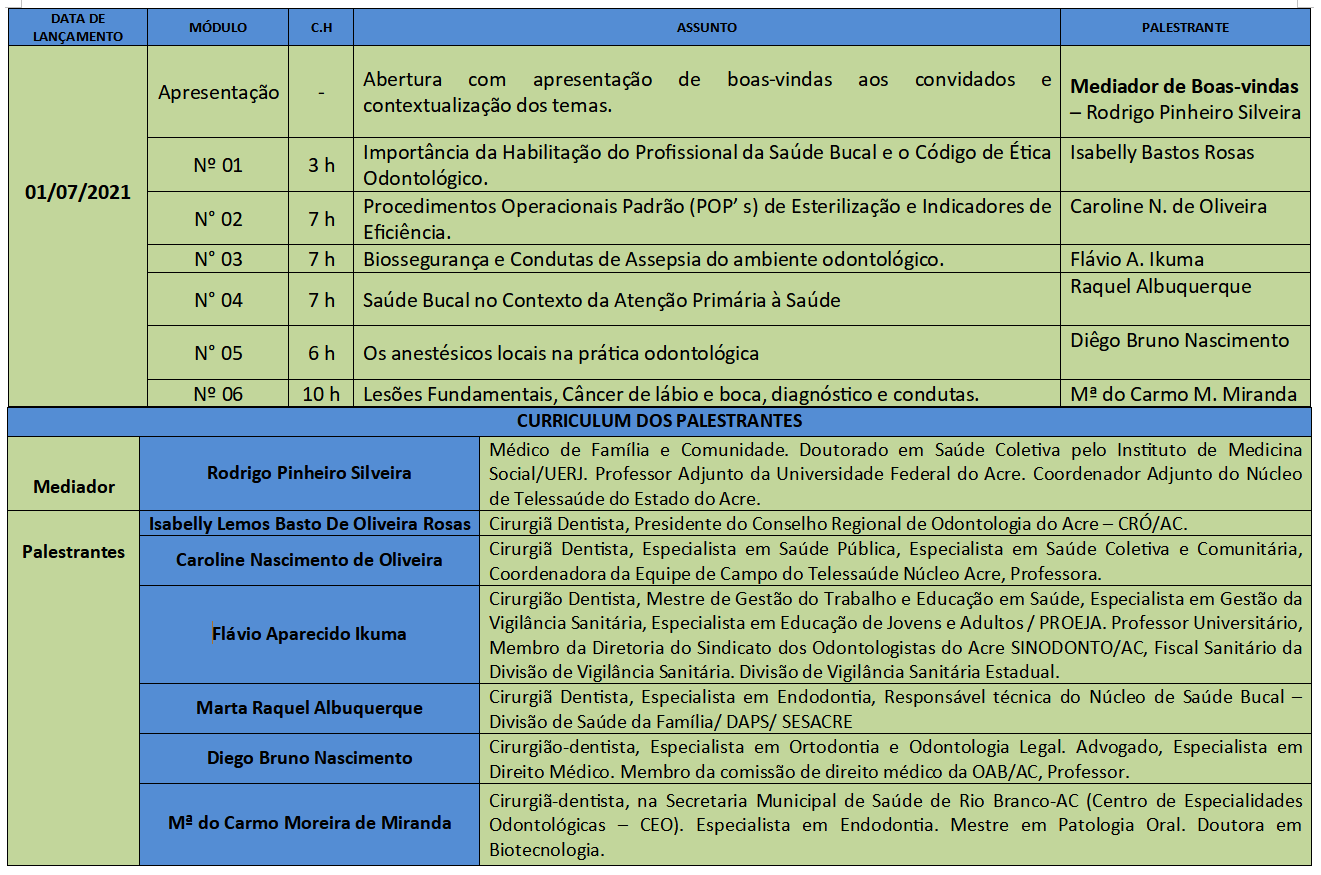 DATA DE
LANÇAMENTO
MÓDULO
C.H
ASSUNTO
PALESTRANTE
01/07/2021
Apresentação
-
Abertura com apresentação de boas-vindas aos convidados e
contextualização dos temas.
Mediador de Boas-vindas
– Rodrigo Pinheiro Silveira
Nº 01
3 h
Importância da Habilitação do Profissional da Saúde Bucal e o Código de Ética
Odontológico.
Isabelly Bastos Rosas
N° 02
7 h
Procedimentos Operacionais Padrão (POP’ s) de Esterilização e Indicadores de
Eficiência.
Caroline N. de Oliveira
N° 03
7 h
Biossegurança e Condutas de Assepsia do ambiente odontológico.
Flávio A. Ikuma
N° 04
7 h
Saúde Bucal no Contexto da Atenção Primária à Saúde
Raquel Albuquerque
N° 05
6 h
Os anestésicos locais na prática odontológica
Diêgo Bruno Nascimento
Nº 06
10 h
Lesões Fundamentais, Câncer de lábio e boca, diagnóstico e condutas.
Mª do Carmo M. Miranda
CURRICULUM DOS PALESTRANTES
Mediador
Rodrigo Pinheiro Silveira
Médico de Família e Comunidade. Doutorado em Saúde Coletiva pelo Instituto de Medicina
Social/UERJ. Professor Adjunto da Universidade Federal do Acre. Coordenador Adjunto do Núcleo
de Telessaúde do Estado do Acre.
Palestrantes
Isabelly Lemos Basto De Oliveira Rosas
Cirurgiã Dentista, Presidente do Conselho Regional de Odontologia do Acre – CRÓ/AC.
Caroline Nascimento de Oliveira
Cirurgiã Dentista, Especialista em Saúde Pública, Especialista em Saúde Coletiva e Comunitária,
Coordenadora da Equipe de Campo do Telessaúde Núcleo Acre, Professora.
Flávio Aparecido Ikuma
Cirurgião Dentista, Mestre de Gestão do Trabalho e Educação em Saúde, Especialista em Gestão da
Vigilância Sanitária, Especialista em Educação de Jovens e Adultos / PROEJA. Professor Universitário,
Membro da Diretoria do Sindicato dos Odontologistas do Acre SINODONTO/AC, Fiscal Sanitário da
Divisão de Vigilância Sanitária. Divisão de Vigilância Sanitária Estadual.
Marta Raquel Albuquerque
Cirurgiã Dentista, Especialista em Endodontia, Responsável técnica do Núcleo de Saúde Bucal –
Divisão de Saúde da Família/ DAPS/ SESACRE
Diego Bruno Nascimento
Cirurgião-dentista, Especialista em Ortodontia e Odontologia Legal. Advogado, Especialista em
Direito Médico. Membro da comissão de direito médico da OAB/AC, Professor.
Mª do Carmo Moreira de Miranda
Cirurgiã-dentista, na Secretaria Municipal de Saúde de Rio Branco-AC (Centro de Especialidades
Odontológicas – CEO). Especialista em Endodontia. Mestre em Patologia Oral. Doutora em
Biotecnologia.